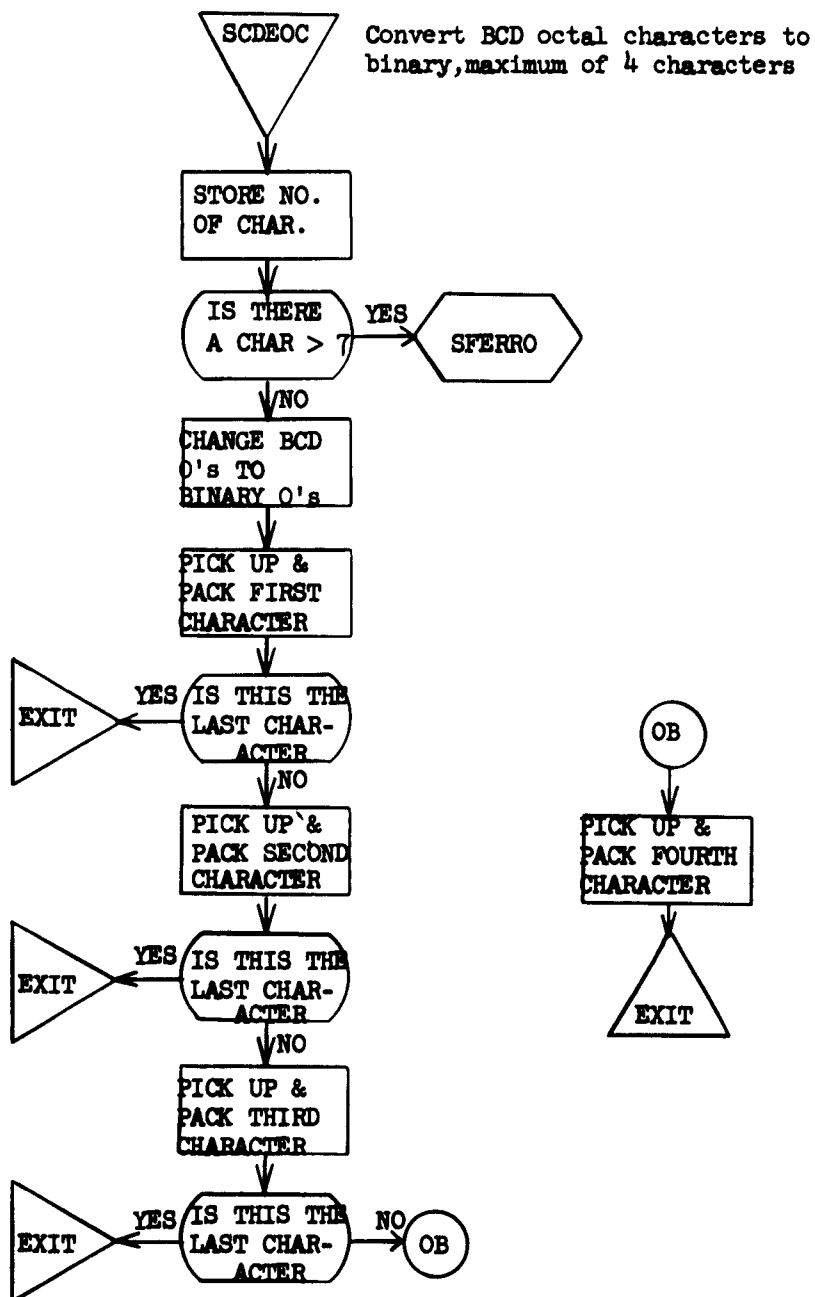 SCDEOC
Convert BCD octal characters to
binary,maximum of 4 characters
STORE NO.
OF CHAR.
IS THERE
A CHAR > 7
YES
SFERRO
NO
CHANGE BCD
O's TO
BINARY O's
PICK UP &
PACK FIRST
CHARACTER
IS THIS THE
LAST CHAR-
ACTER
YES
EXIT
NO
PICK UP &
PACK SECOND
CHARACTER
IS THIS THE
LAST CHAR-
ACTER
YES
EXIT
NO
PICK UP &
PACK THIRD
CHARACTER
IS THIS THE
LAST CHAR-
ACTER
YES
EXIT
NO
OB
OB
PICK UP &
PACK FOURTH
CHARACTER
EXIT